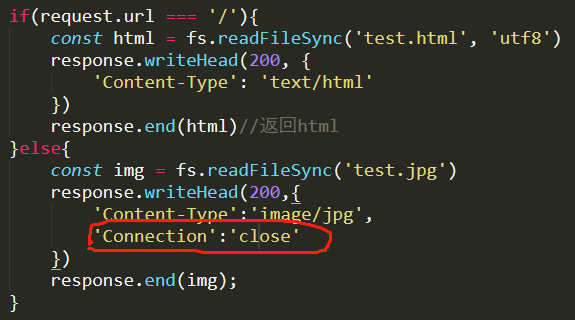 if(request.url === '/'){
    const html = fs.readFileSync('test.html', 'utf8')
    response.writeHead(200, {
        'Content-Type': 'text/html'
    })
    response.end(html)//返回html
}else{
    const img = fs.readFileSync('test.jpg')
    response.writeHead(200,{
        'Content-Type':'image/jpg',
        'Connection':'close'
    })
    response.end(img);
}